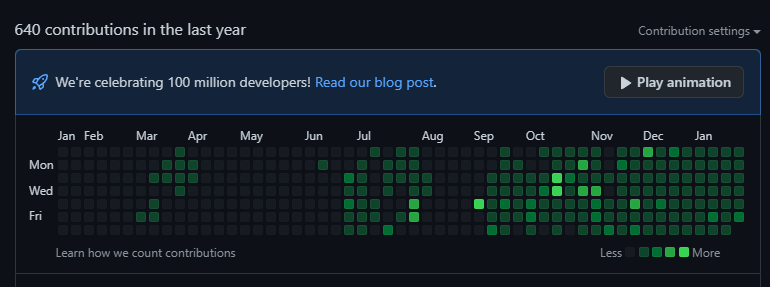 640 contributions in the last year
Contribution settings
We're celebrating 100 million developers! Read our blog post.
Play animation
Jan Feb Mar Apr May Jun Jul Aug Sep Oct Nov Dec Jan
Mon
Wed
Fri
Learn how we count contributions
Less More